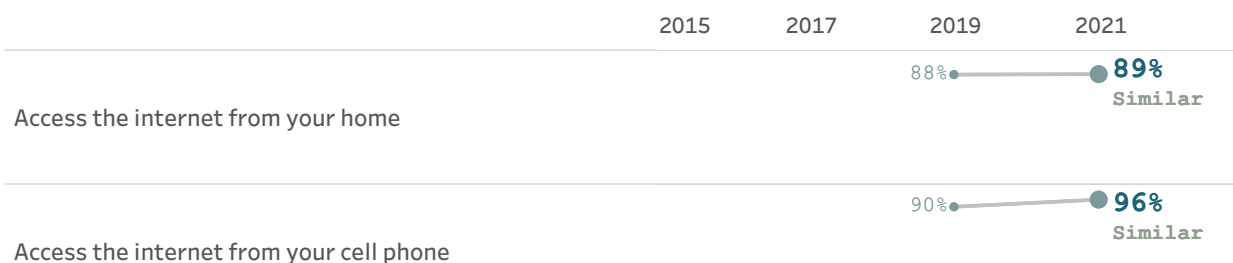 2015 2017 2019 2021
88% 89%
Similar
Access the internet from your home
90% 96%
Similar
Access the internet from your cell phone